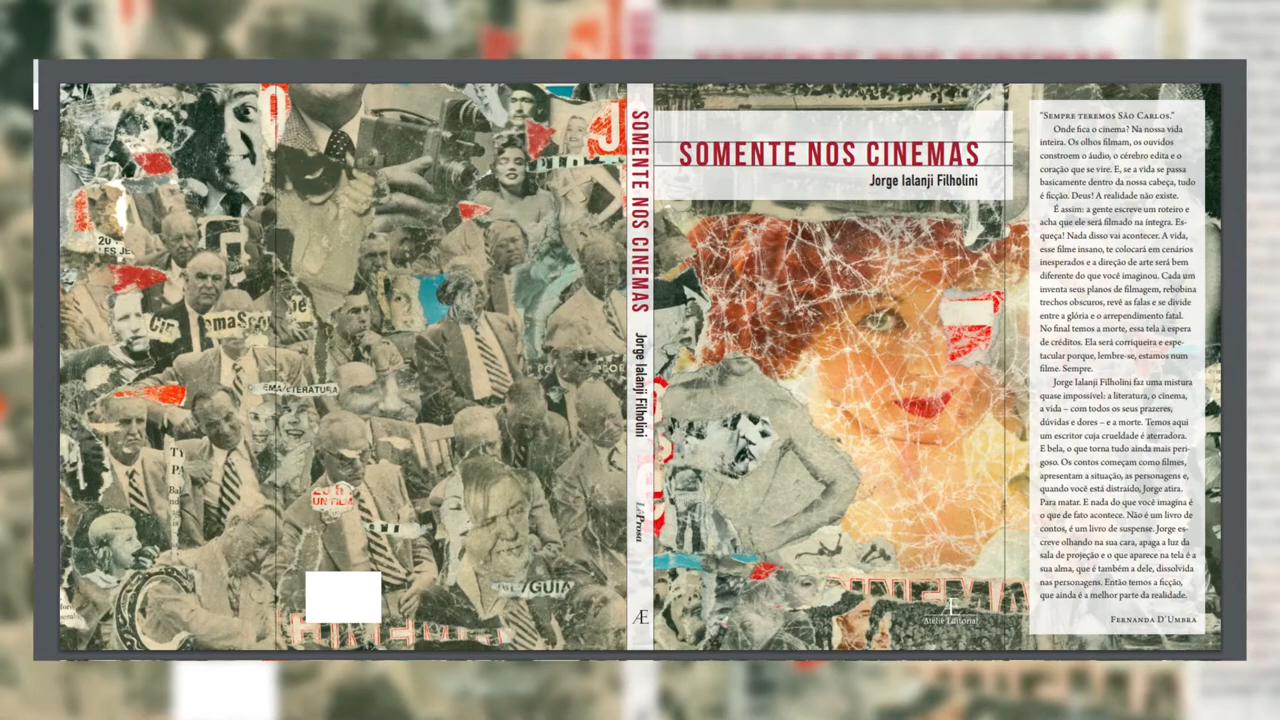 SOMENTE NOS CINEMAS
Jorge Ialanji Filholini
LêProsa
Æ
SOMENTE NOS CINEMAS
Jorge Ialanji Filholini
Æ
Ateliê Editorial
“Sempre teremos São Carlos.”
Onde fica o cinema? Na nossa vida
inteira. Os olhos filmam, os ouvidos
constroem o áudio, o cérebro edita e o
coração que se vire. E, se a vida se passa
basicamente dentro da nossa cabeça, tudo
é ficção. Deus! A realidade não existe.
É assim: a gente escreve um roteiro e
acha que ele será filmado na íntegra. Es-
queça! Nada disso vai acontecer. A vida,
esse filme insano, te colocará em cenários
inesperados e a direção de arte será bem
diferente do que você imaginou. Cada um
inventa seus planos de filmagem, rebobina
trechos obscuros, revê as falas e se divide
entre a glória e o arrependimento fatal.
No final temos a morte, essa tela à espera
de créditos. Ela será corriqueira e espe-
tacular porque, lembre-se, estamos num
filme. Sempre.
Jorge Ialanji Filholini faz uma mistura
quase impossível: a literatura, o cinema,
a vida – com todos os seus prazeres,
dúvidas e dores – e a morte. Temos aqui
um escritor cuja crueldade é aterradora.
E bela, o que torna tudo ainda mais peri-
goso. Os contos começam como filmes,
apresentam a situação, as personagens e,
quando você está distraído, Jorge atira.
Para matar. E nada do que você imagina é
o que de fato acontece. Não é um livro de
contos, é um livro de suspense. Jorge es-
creve olhando na sua cara, apaga a luz da
sala de projeção e o que aparece na tela é a
sua alma, que é também a dele, dissolvida
nas personagens. Então temos a ficção,
que ainda é a melhor parte da realidade.
Fernanda D’Umbra
CINEMA/LITERATURA
UM FILM
/GUIA
CINEMA